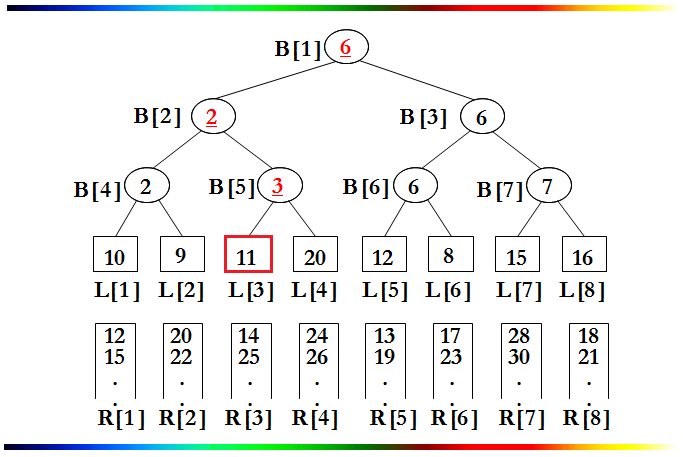 B[1] 6
B[2] 2 B[3] 6
B[4] 2 B[5] 3 B[6] 6 B[7] 7
10 9 11 20 12 8 15 16
L[1] L[2] L[3] L[4] L[5] L[6] L[7] L[8]
12 20 14 24 13 17 28 18
15 22 25 26 19 23 30 21
. . . . . . . .
. . . . . . . .
R[1] R[2] R[3] R[4] R[5] R[6] R[7] R[8]